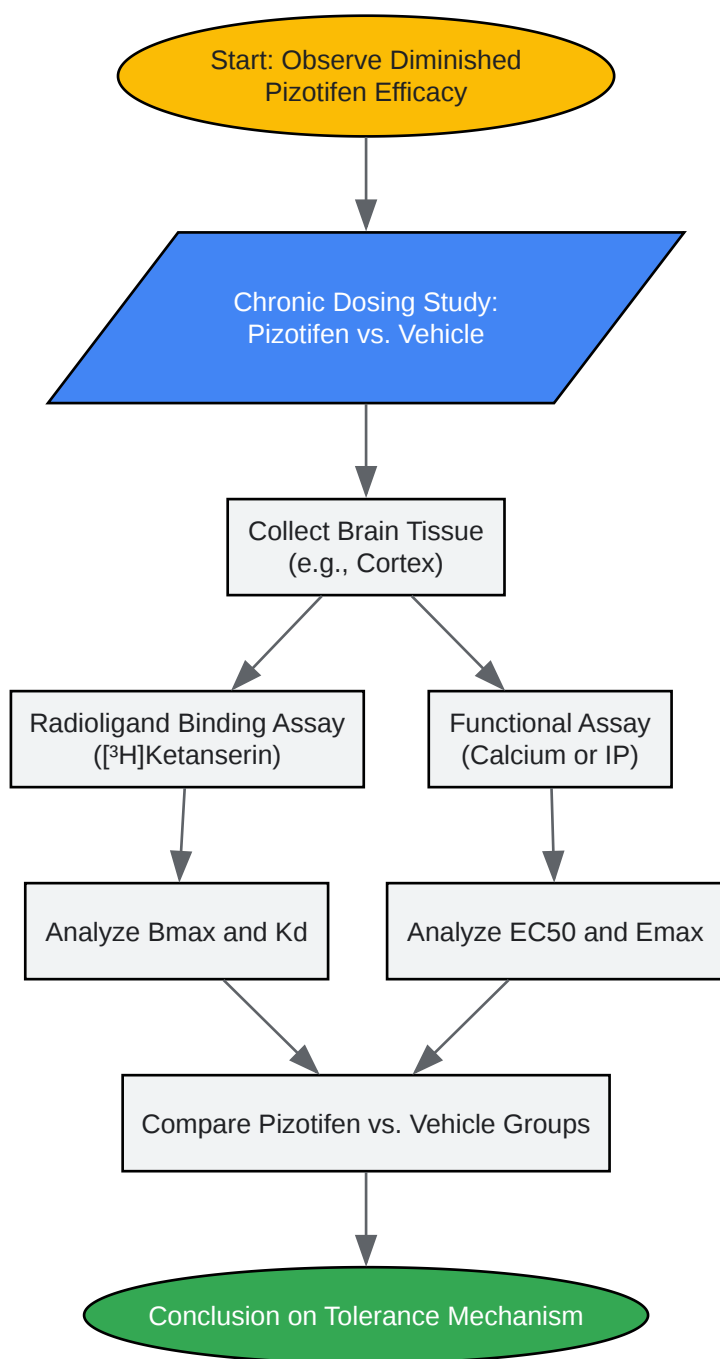 Start: Observe Diminished
Pizotifen Efficacy
Chronic Dosing Study:
Pizotifen vs. Vehicle
Collect Brain Tissue
(e.g., Cortex)
Radioligand Binding Assay
([³H]Ketanserin)
Functional Assay
(Calcium or IP)
Analyze Bmax and Kd
Analyze EC50 and Emax
Compare Pizotifen vs. Vehicle Groups
Conclusion on Tolerance Mechanism